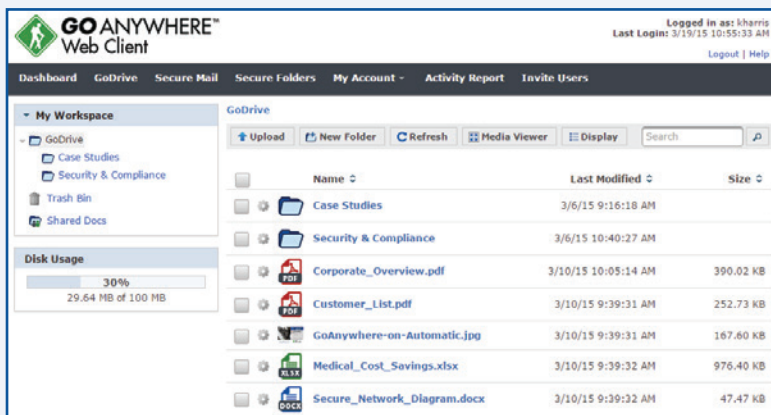 GO ANYWHERE™
Web Client
Logged in as: kharris
Last Login: 3/19/15 10:55:33 AM
Logout | Help
Dashboard GoDrive Secure Mail Secure Folders My Account Activity Report Invite Users
My Workspace
GoDrive
Case Studies
Security & Compliance
Trash Bin
Shared Docs
Disk Usage
30%
29.64 MB of 100 MB
GoDrive
Upload New Folder Refresh Media Viewer Display Search
Name Last Modified Size
Case Studies 3/6/15 9:16:18 AM
Security & Compliance 3/6/15 10:40:27 AM
PDF Corporate_Overview.pdf 3/10/15 10:05:14 AM 390.02 KB
PDF Customer_List.pdf 3/10/15 9:39:31 AM 252.73 KB
GoAnywhere-on-Automatic.jpg 3/10/15 9:39:31 AM 167.60 KB
XLSX Medical_Cost_Savings.xlsx 3/10/15 9:39:32 AM 976.40 KB
DOCX Secure_Network_Diagram.docx 3/10/15 9:39:32 AM 47.47 KB